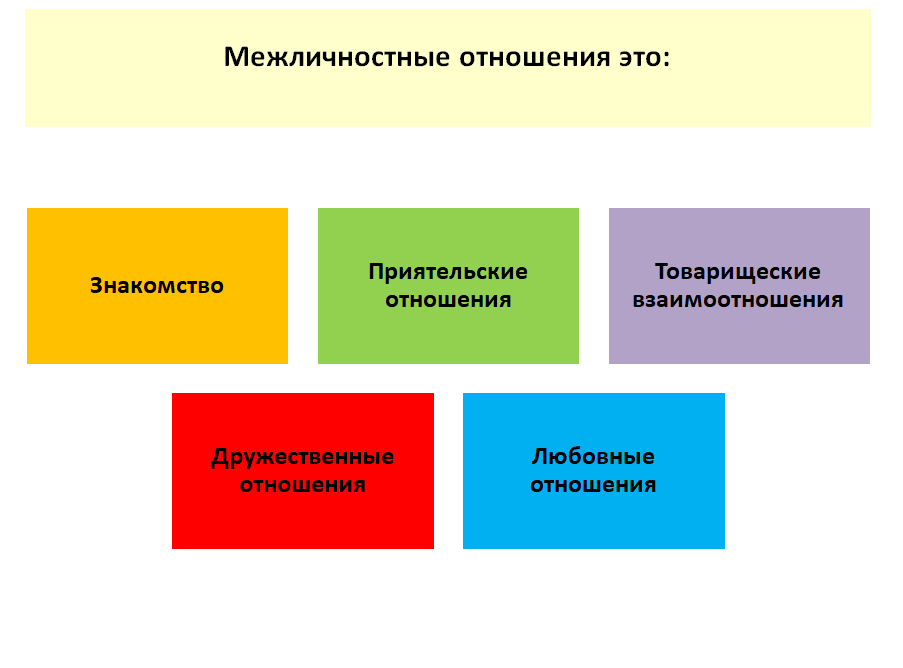 Межличностные отношения это:
Знакомство
Приятельские
отношения
Товарищеские
взаимоотношения
Дружественные
отношения
Любовные
отношения